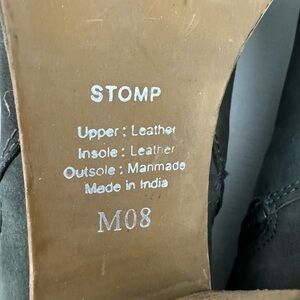 STOMP
Upper : Leather
Insole : Leather
Outsole : Manmade
Made in India
M08